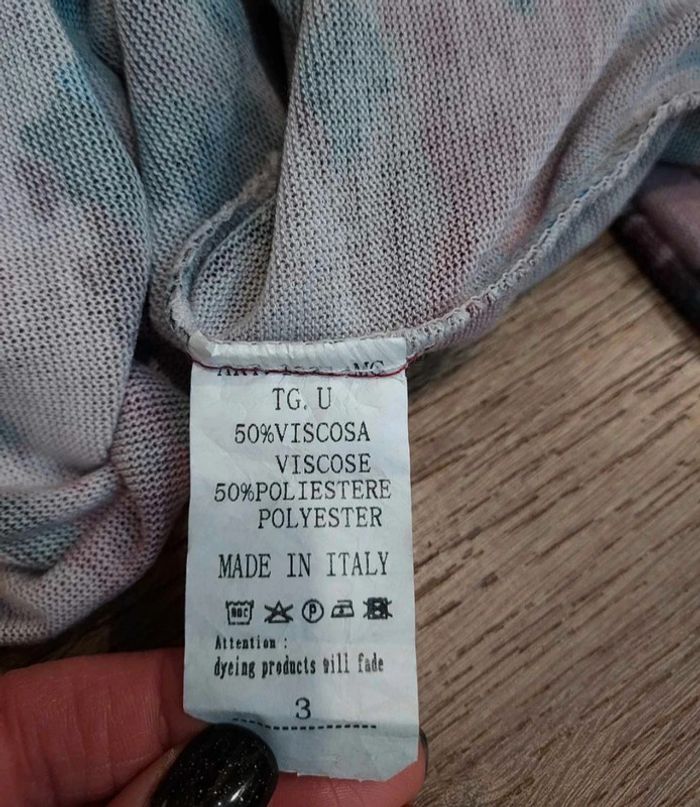 TG. U
50%VISCOSA
VISCOSE
50%POLIESTERE
POLYESTER
MADE IN ITALY
P
Attention :
dyeing products will fade
3